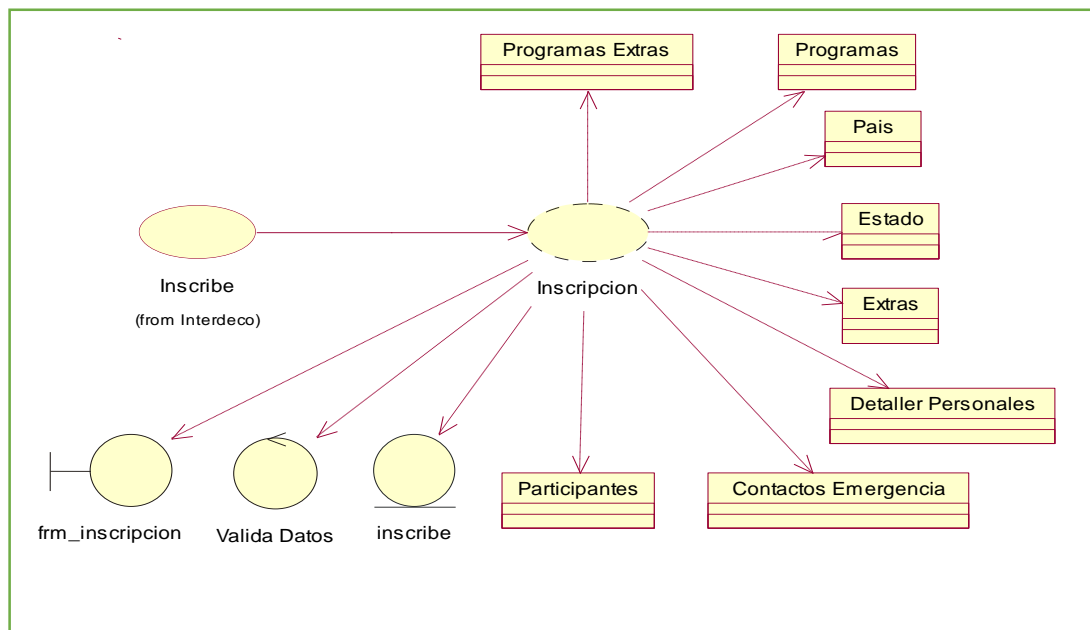 Programas Extras
Programas
Pais
Estado
Inscribe
(from Interdeco)
Inscripcion
Extras
Detaller Personales
Participantes
Contactos Emergencia
frm_inscripcion
Valida Datos
inscribe